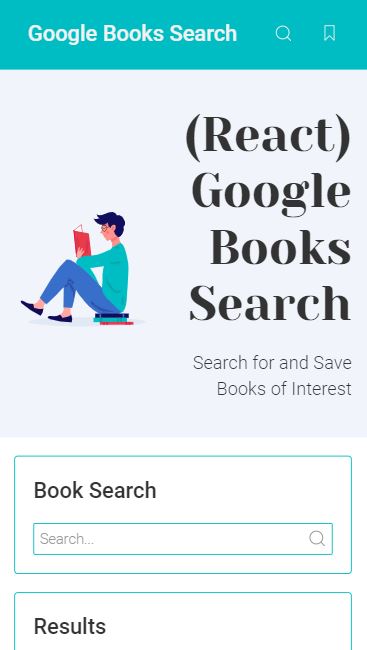 Google Books Search
(React)
Google
Books
Search
Search for and Save
Books of Interest
Book Search
Search...
Results